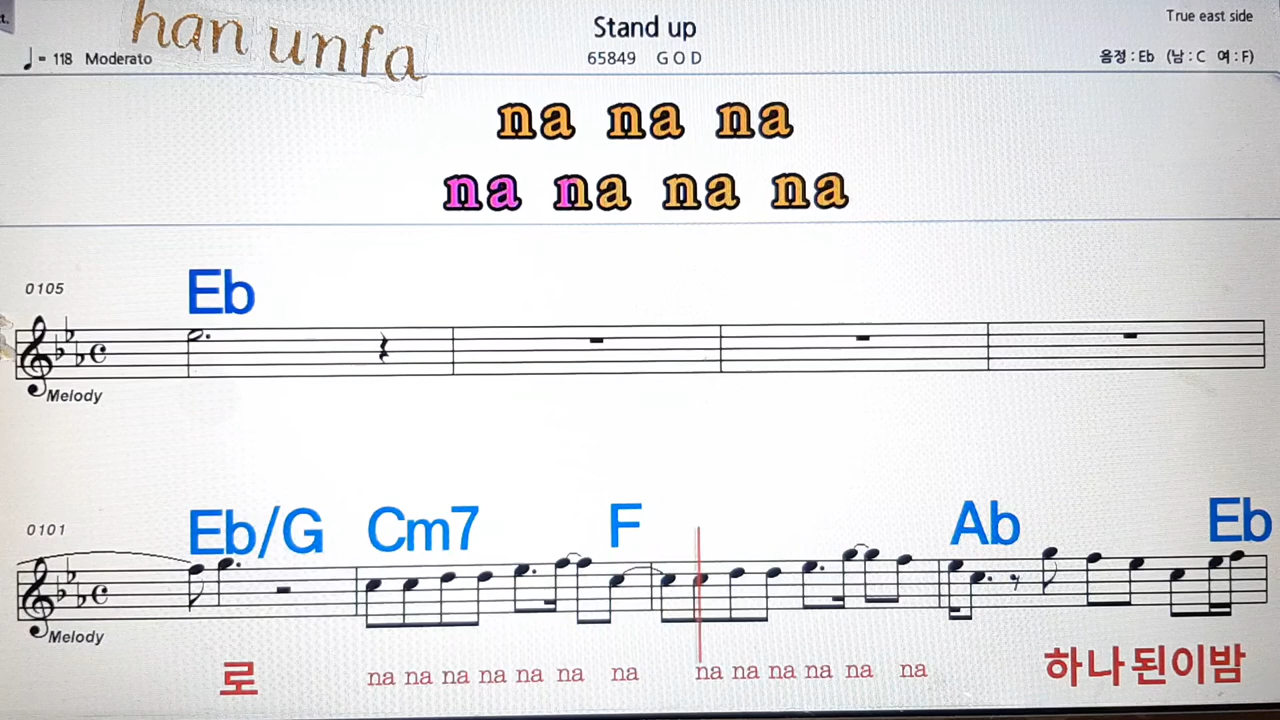 t.
han unfa
Stand up
True east side
♩= 118 Moderato
65849 G O D
음정 : Eb (남 : C 여 : F)
na na na
na na na na
0105
Eb
Melody
0101
Eb/G Cm7 F Ab Eb
Melody
로 na na na na na na na na na na na na na 하나된이밤